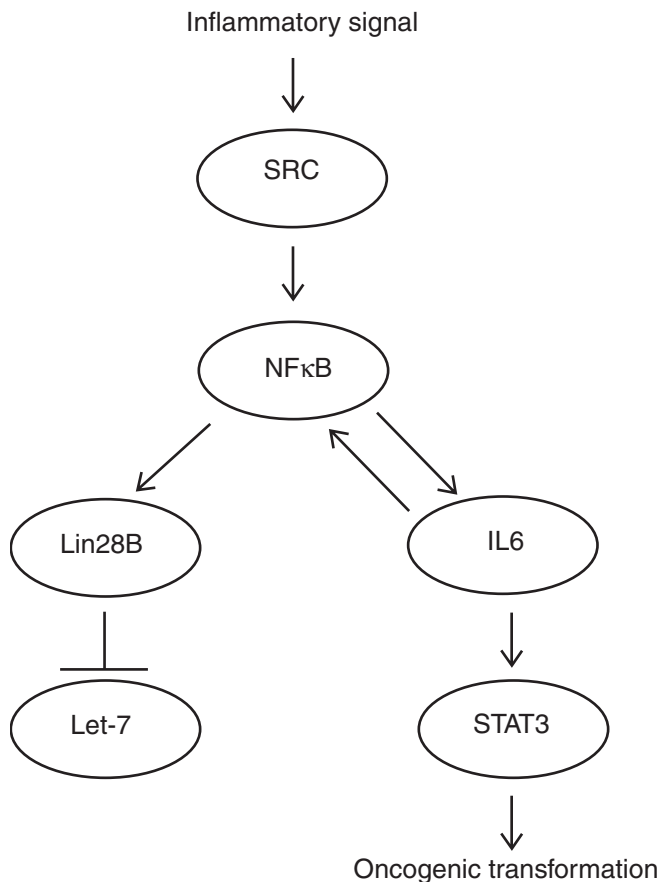 Inflammatory signal
SRC
NFκB
Lin28B
IL6
Let-7
STAT3
Oncogenic transformation